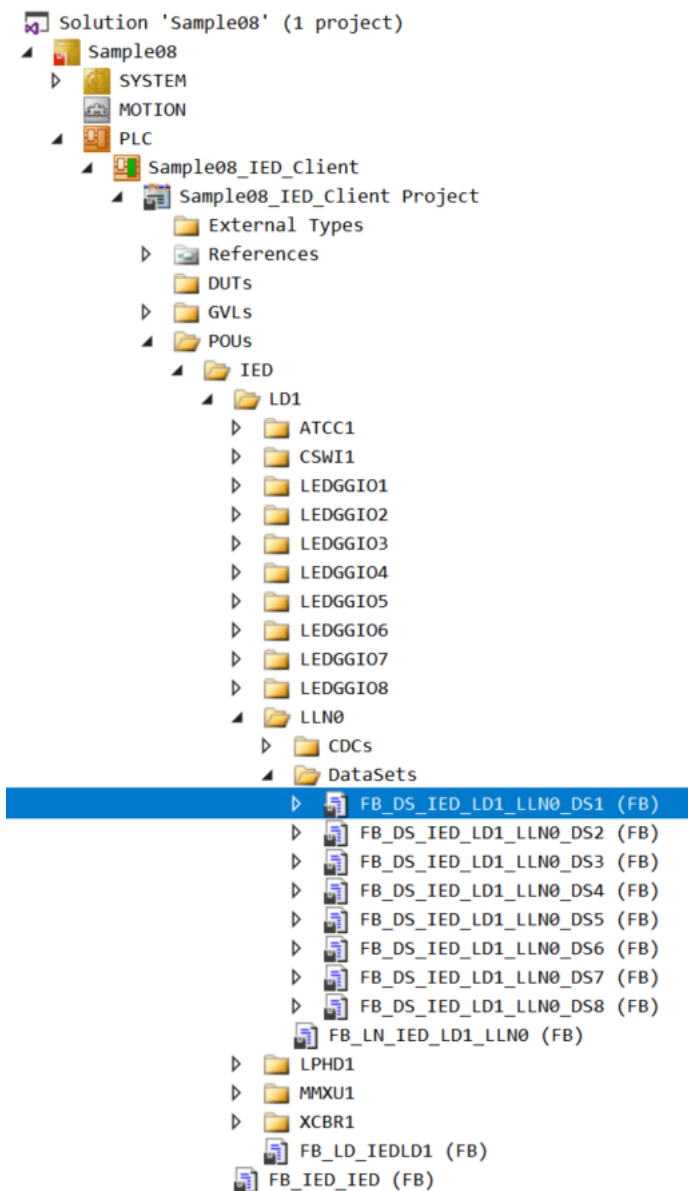 Solution 'Sample08' (1 project)
Sample08
SYSTEM
MOTION
PLC
Sample08_IED_Client
Sample08_IED_Client Project
External Types
References
DUTs
GVLs
POUs
IED
LD1
ATCC1
CSWI1
LEDGGIO1
LEDGGIO2
LEDGGIO3
LEDGGIO4
LEDGGIO5
LEDGGIO6
LEDGGIO7
LEDGGIO8
LLN0
CDCs
DataSets
FB_DS_IED_LD1_LLN0_DS1 (FB)
FB_DS_IED_LD1_LLN0_DS2 (FB)
FB_DS_IED_LD1_LLN0_DS3 (FB)
FB_DS_IED_LD1_LLN0_DS4 (FB)
FB_DS_IED_LD1_LLN0_DS5 (FB)
FB_DS_IED_LD1_LLN0_DS6 (FB)
FB_DS_IED_LD1_LLN0_DS7 (FB)
FB_DS_IED_LD1_LLN0_DS8 (FB)
FB_LN_IED_LD1_LLN0 (FB)
LPHD1
MMXU1
XCBR1
FB_LD_IEDLD1 (FB)
FB_IED_IED (FB)